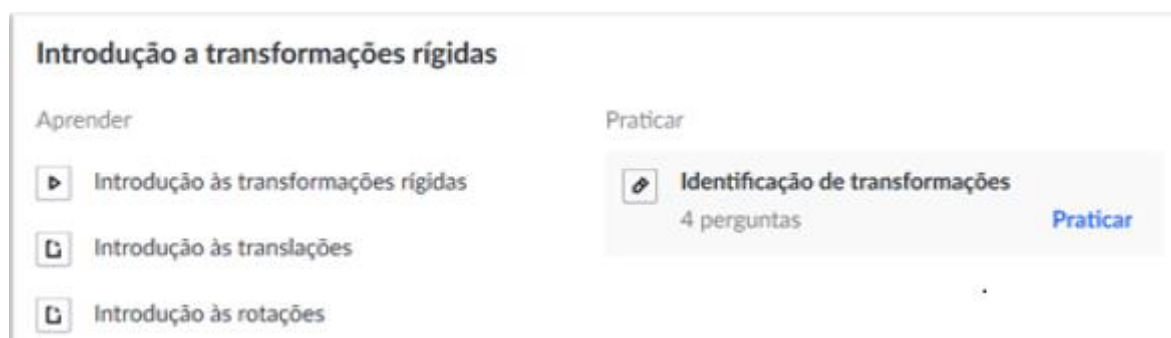 Introdução a transformações rígidas
Aprender
Introdução às transformações rígidas
Introdução às translações
Introdução às rotações
Praticar
Identificação de transformações
4 perguntas
Praticar